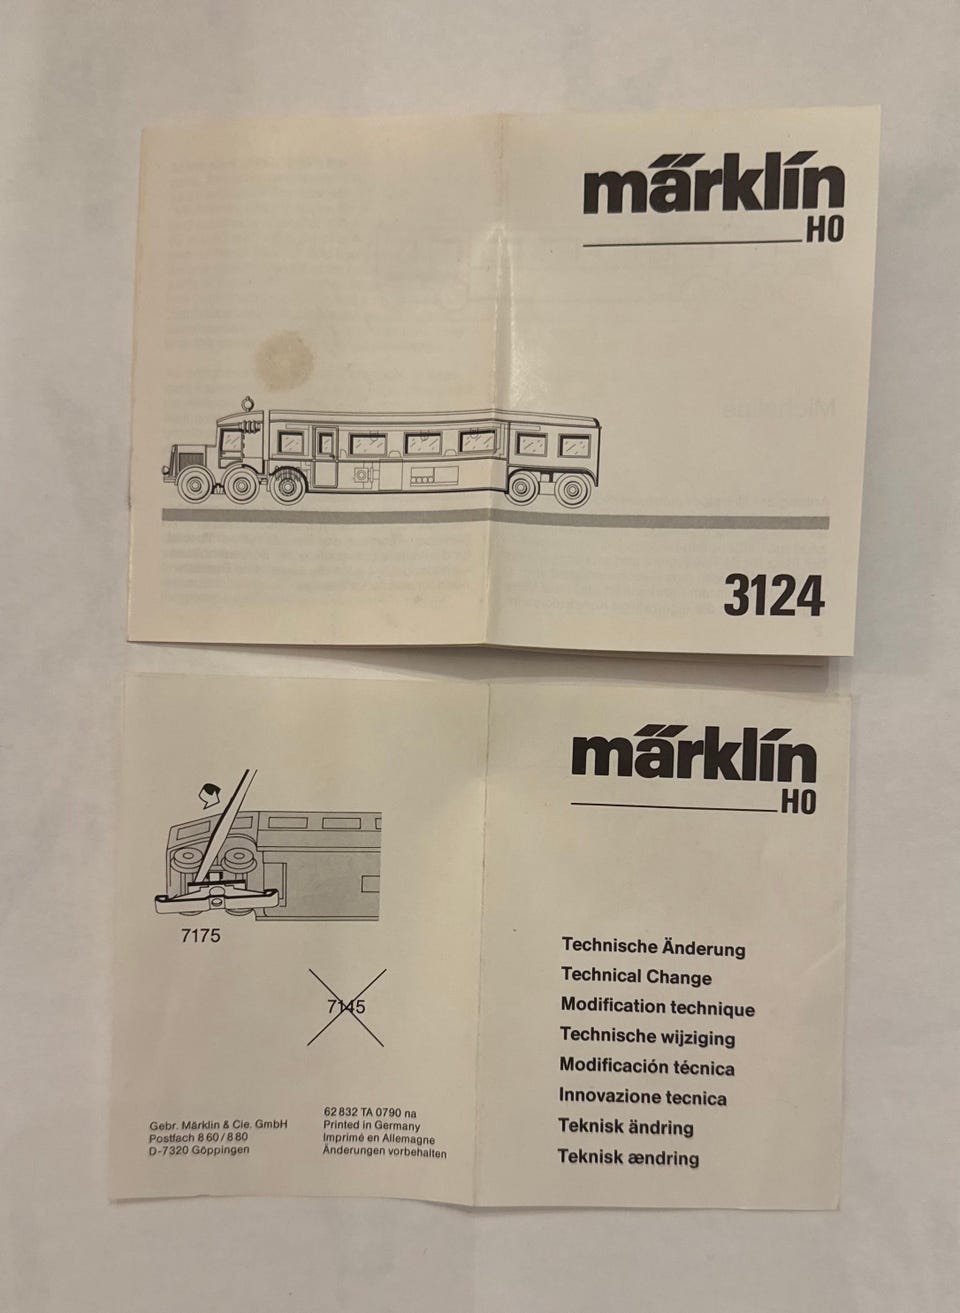 märklín
HO
3124
märklín
HO
7175
7145
Technische Änderung
Technical Change
Modification technique
Technische wijziging
Modificación técnica
Innovazione tecnica
Teknisk ändring
Teknisk ændring
Gebr. Märklin & Cie. GmbH
Postfach 8 60 / 8 80
D-7320 Göppingen
62 832 TA 0790 na
Printed in Germany
Imprimé en Allemagne
Änderungen vorbehalten